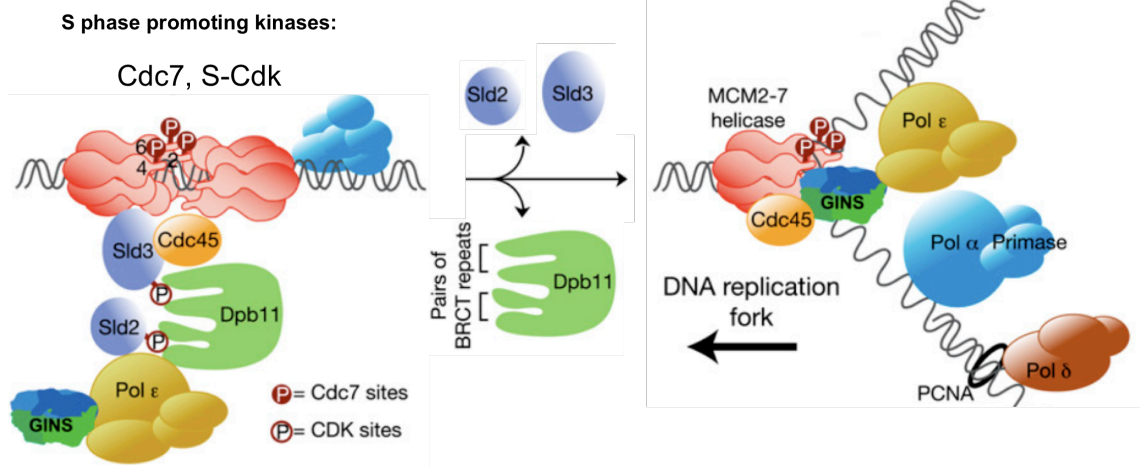 S phase promoting kinases:
Cdc7, S-Cdk
P
P
P
6
2
4
Sld3
Cdc45
P
Dpb11
Sld2
P
Pol ε
GINS
P = Cdc7 sites
P = CDK sites
Sld2
Sld3
Pairs of
BRCT repeats
Dpb11
MCM2-7
helicase
P
P
P
Pol ε
GINS
Cdc45
Pol α
Primase
DNA replication
fork
PCNA
Pol δ